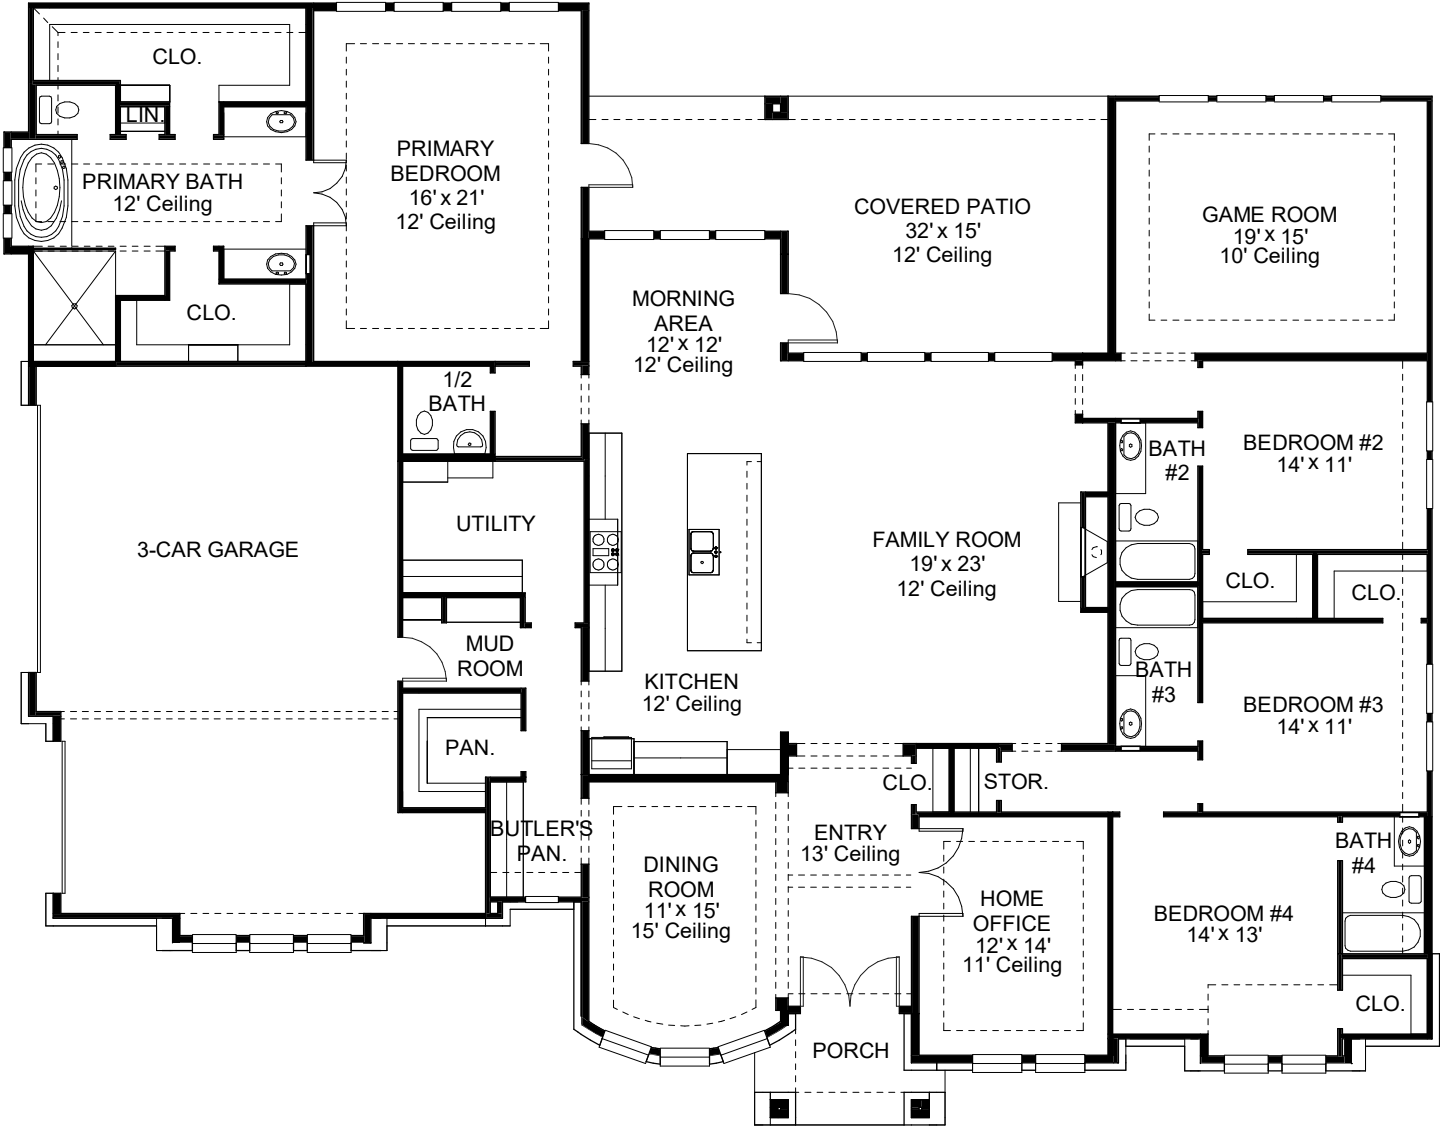 CLO.
LIN.
PRIMARY BATH
12' Ceiling
CLO.
PRIMARY
BEDROOM
16' x 21'
12' Ceiling
COVERED PATIO
32' x 15'
12' Ceiling
GAME ROOM
19' x 15'
10' Ceiling
MORNING
AREA
12' x 12'
12' Ceiling
1/2
BATH
UTILITY
3-CAR GARAGE
MUD
ROOM
PAN.
BUTLER'S
PAN.
KITCHEN
12' Ceiling
FAMILY ROOM
19' x 23'
12' Ceiling
BATH
#2
BEDROOM #2
14' x 11'
CLO.
CLO.
BATH
#3
BEDROOM #3
14' x 11'
CLO.
STOR.
ENTRY
13' Ceiling
DINING
ROOM
11' x 15'
15' Ceiling
HOME
OFFICE
12' x 14'
11' Ceiling
BATH
#4
BEDROOM #4
14' x 13'
CLO.
PORCH